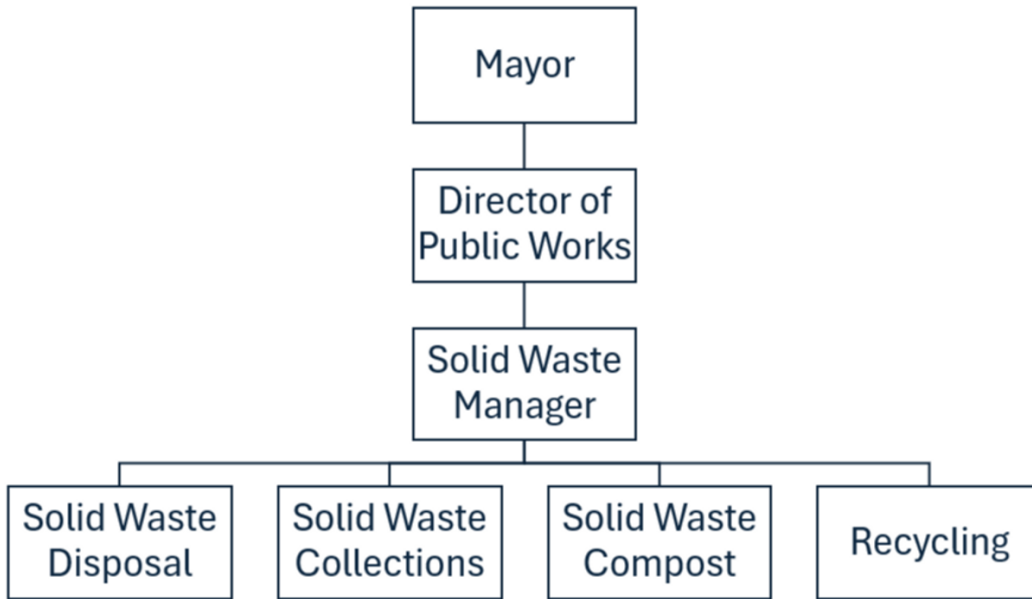 Mayor
Director of
Public Works
Solid Waste
Manager
Solid Waste
Disposal
Solid Waste
Collections
Solid Waste
Compost
Recycling